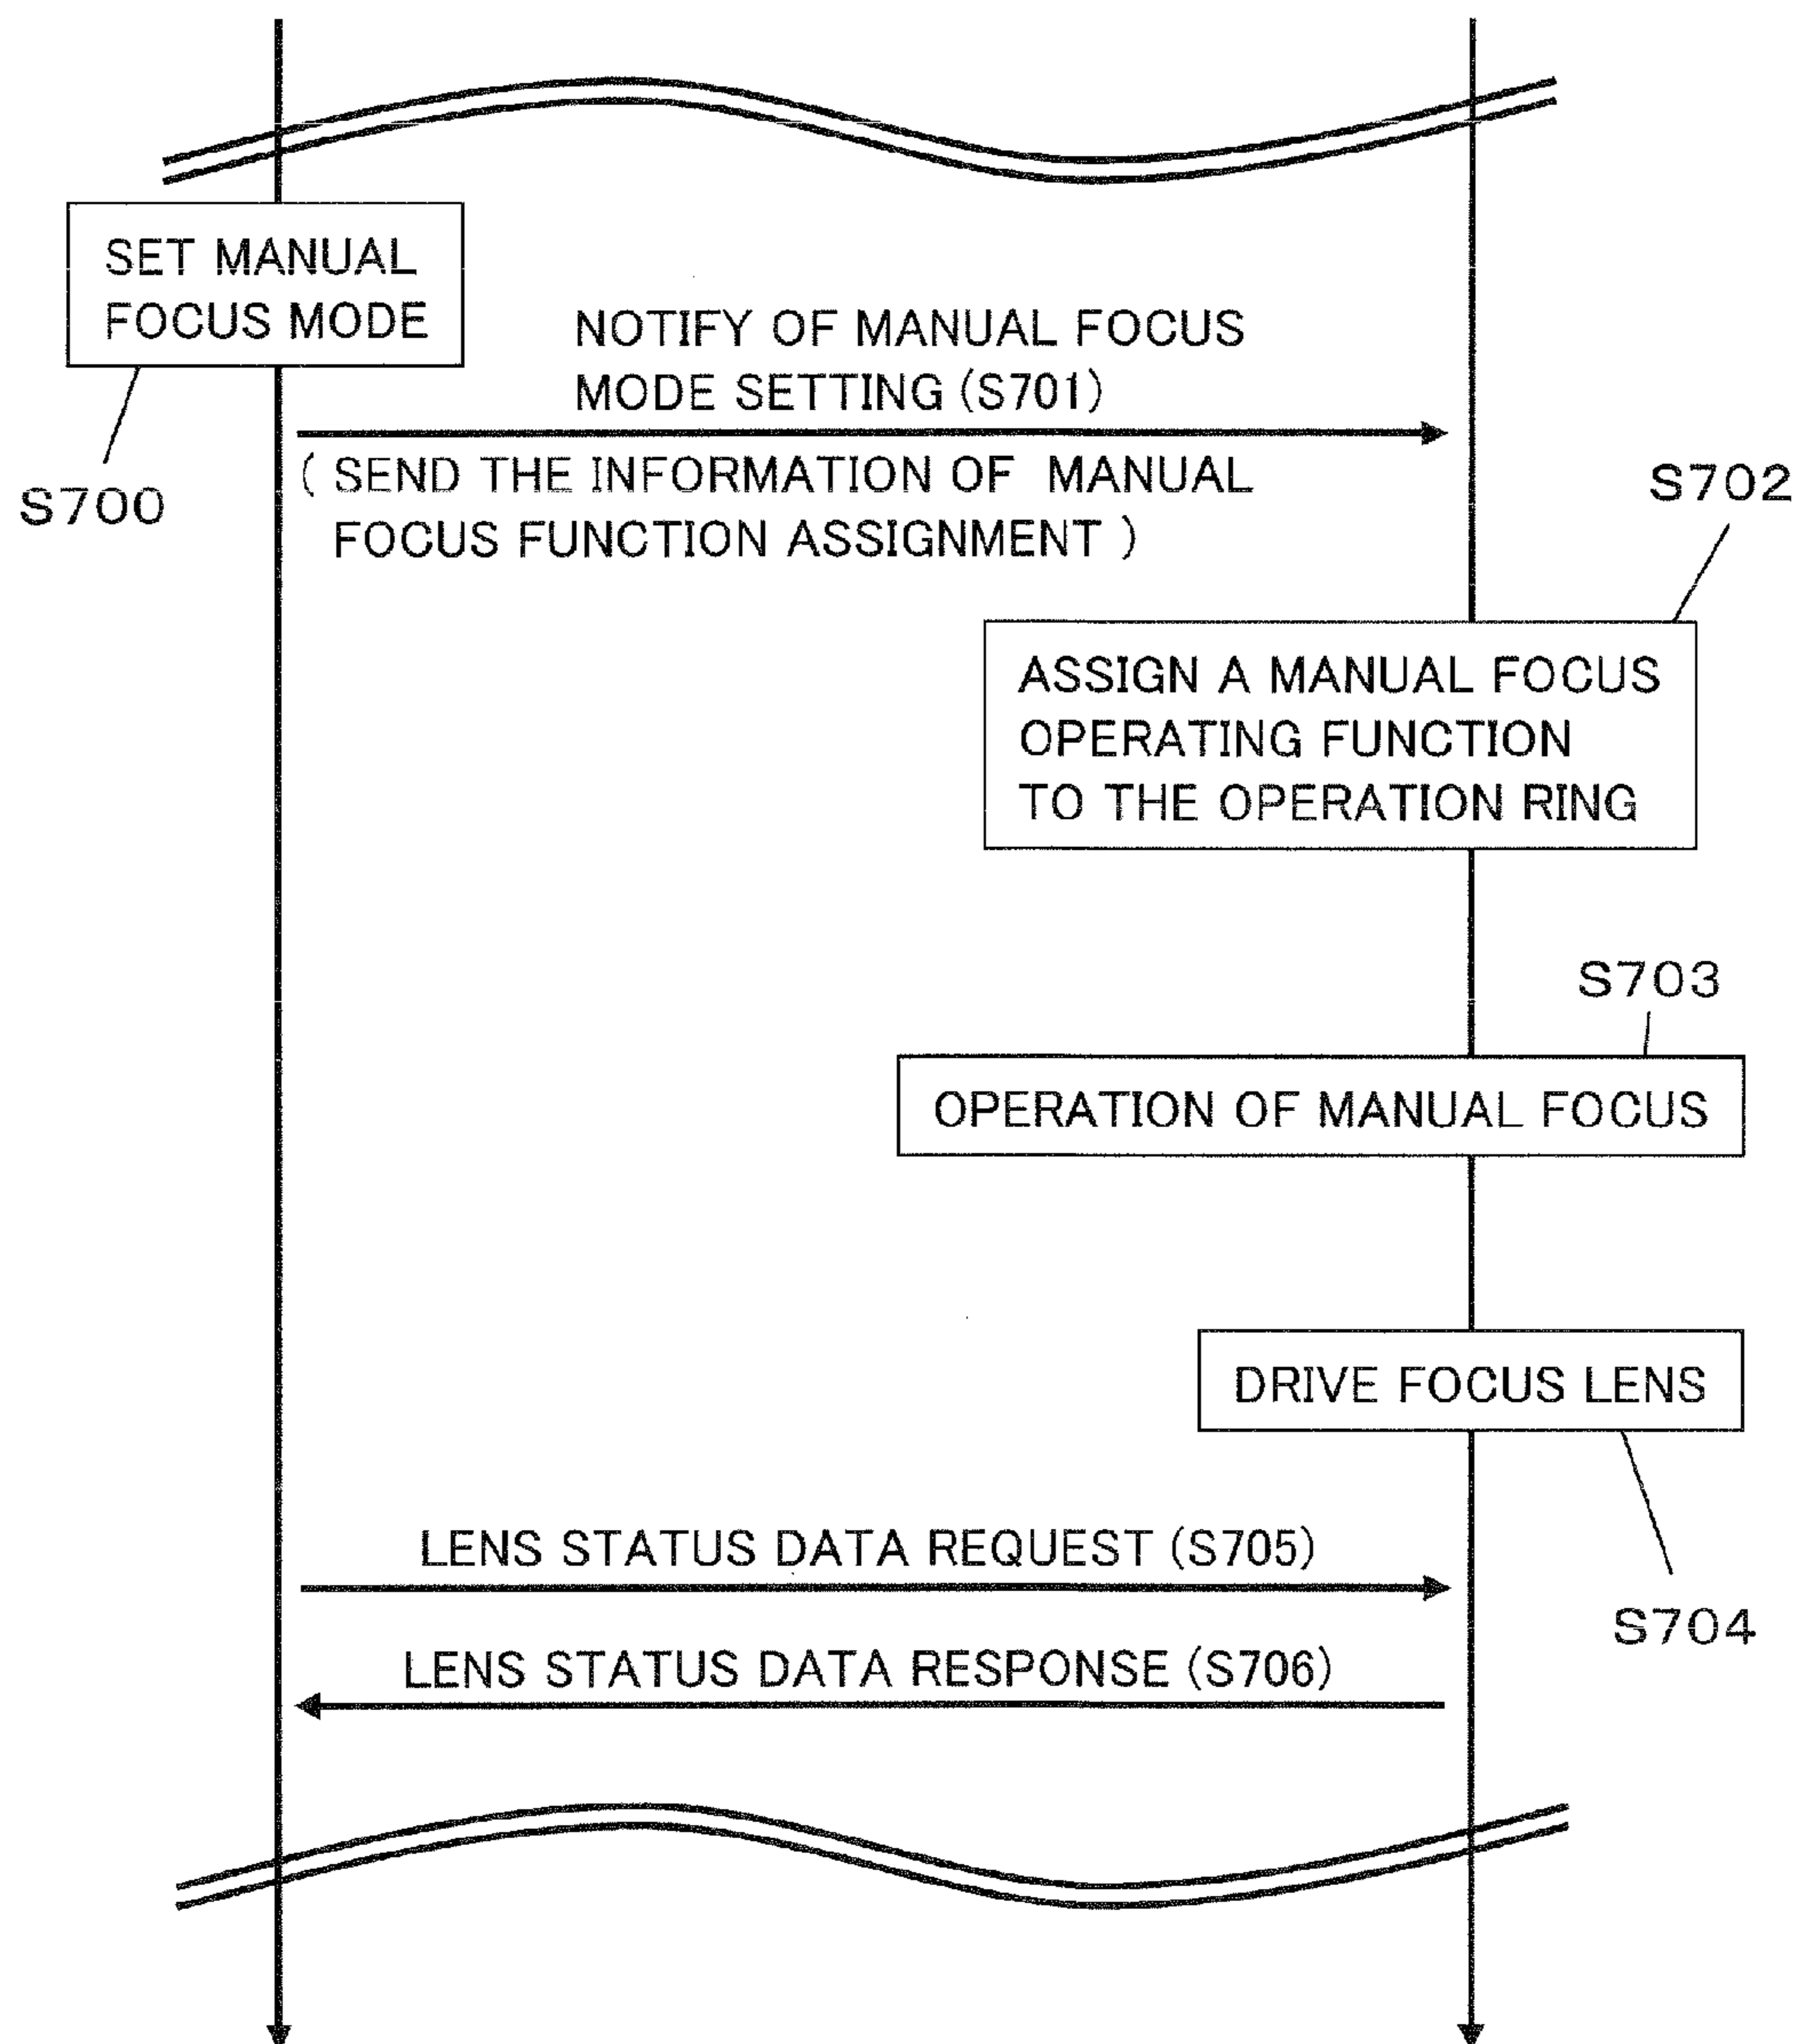 SET MANUAL
FOCUS MODE
S700
NOTIFY OF MANUAL FOCUS
MODE SETTING (S701)
( SEND THE INFORMATION OF MANUAL
FOCUS FUNCTION ASSIGNMENT )
S702
ASSIGN A MANUAL FOCUS
OPERATING FUNCTION
TO THE OPERATION RING
S703
OPERATION OF MANUAL FOCUS
DRIVE FOCUS LENS
S704
LENS STATUS DATA REQUEST (S705)
LENS STATUS DATA RESPONSE (S706)